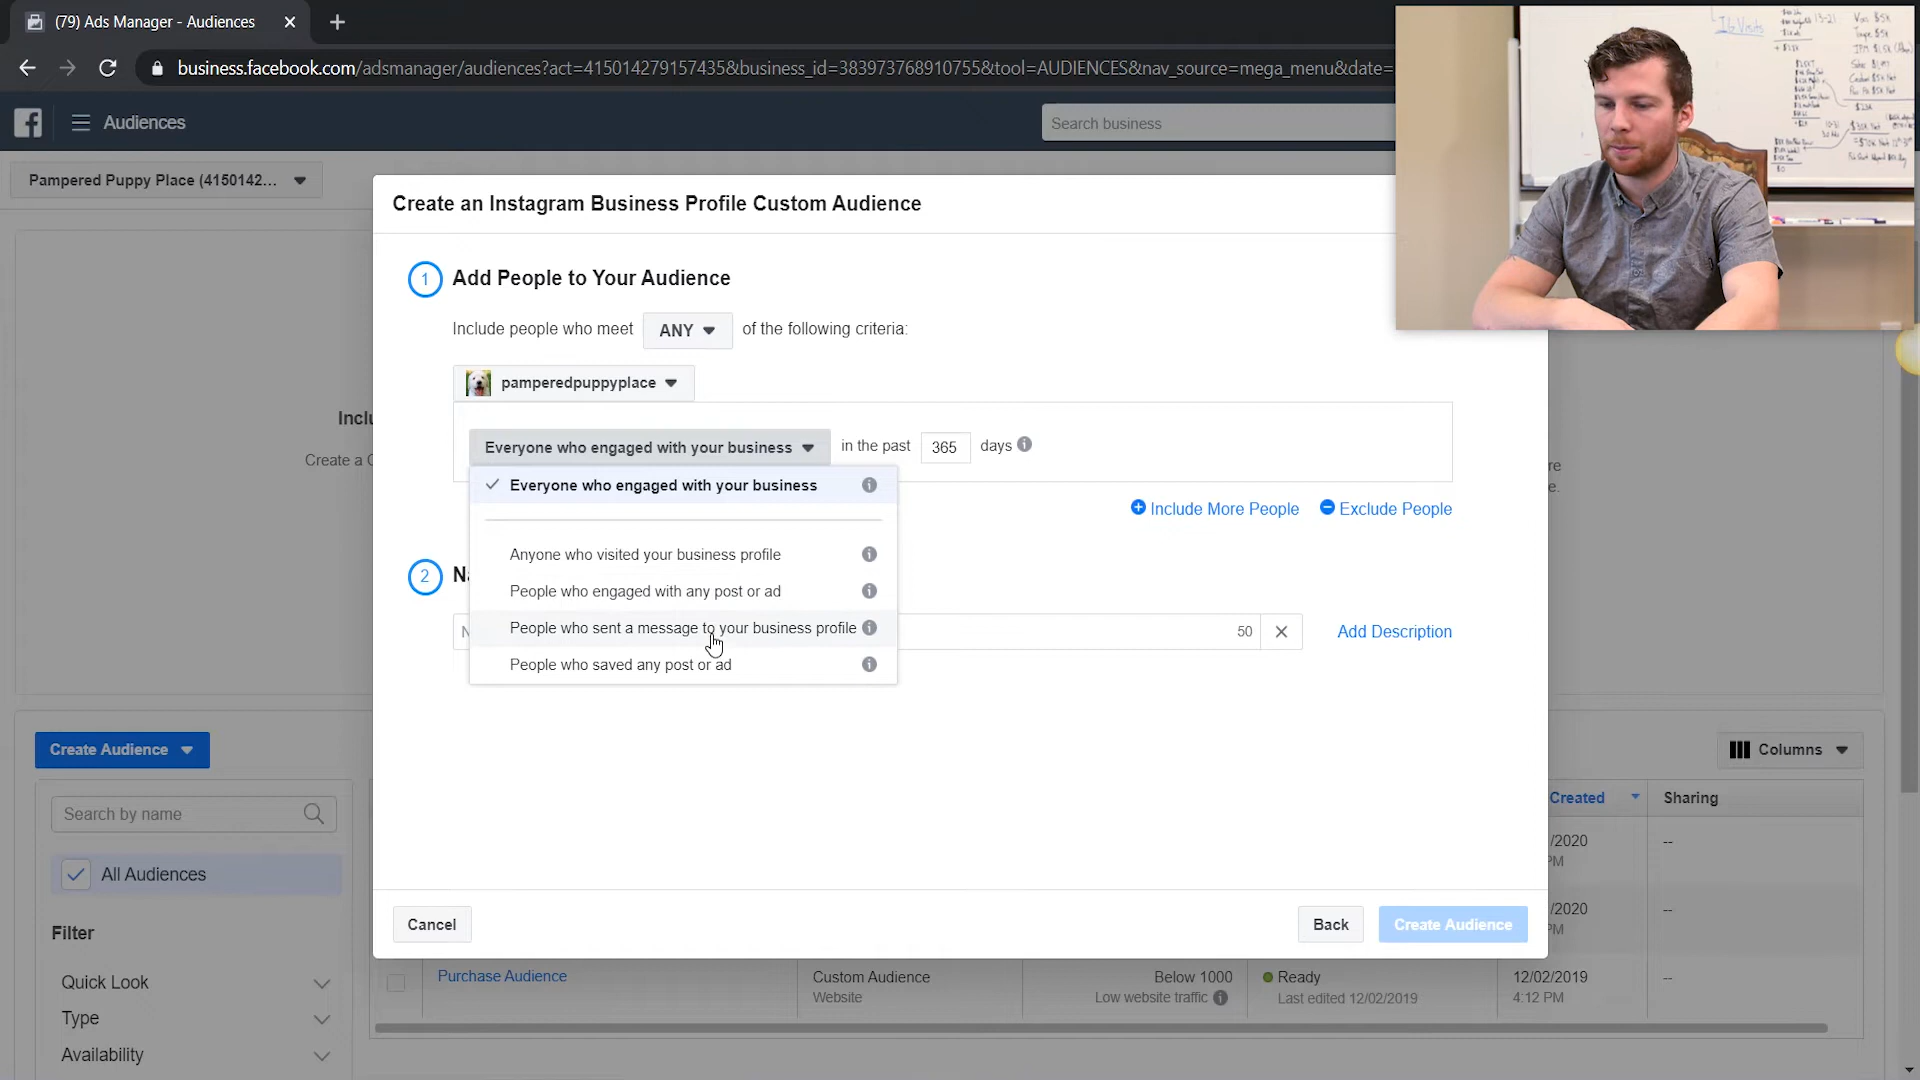 (79) Ads Manager - Audiences
business.facebook.com/adsmanager/audiences?act=415014279157435&business_id=383973768910755&tool=AUDIENCES&nav_source=mega_menu&date=
Audiences
Search business
Pampered Puppy Place (4150142...
Create an Instagram Business Profile Custom Audience
1 Add People to Your Audience
Include people who meet ANY of the following criteria:
pamperedpuppyplace
Everyone who engaged with your business in the past 365 days
Everyone who engaged with your business
Anyone who visited your business profile
People who engaged with any post or ad
People who sent a message to your business profile
People who saved any post or ad
Include More People Exclude People
2
50 Add Description
Create Audience
Columns
Search by name
All Audiences
Filter
Quick Look
Type
Availability
Created Sharing
/2020 --
PM
/2020 --
PM
Cancel Back Create Audience
Purchase Audience Custom Audience Below 1000 Ready 12/02/2019 --
Website Low website traffic Last edited 12/02/2019 4:12 PM
IG Visits